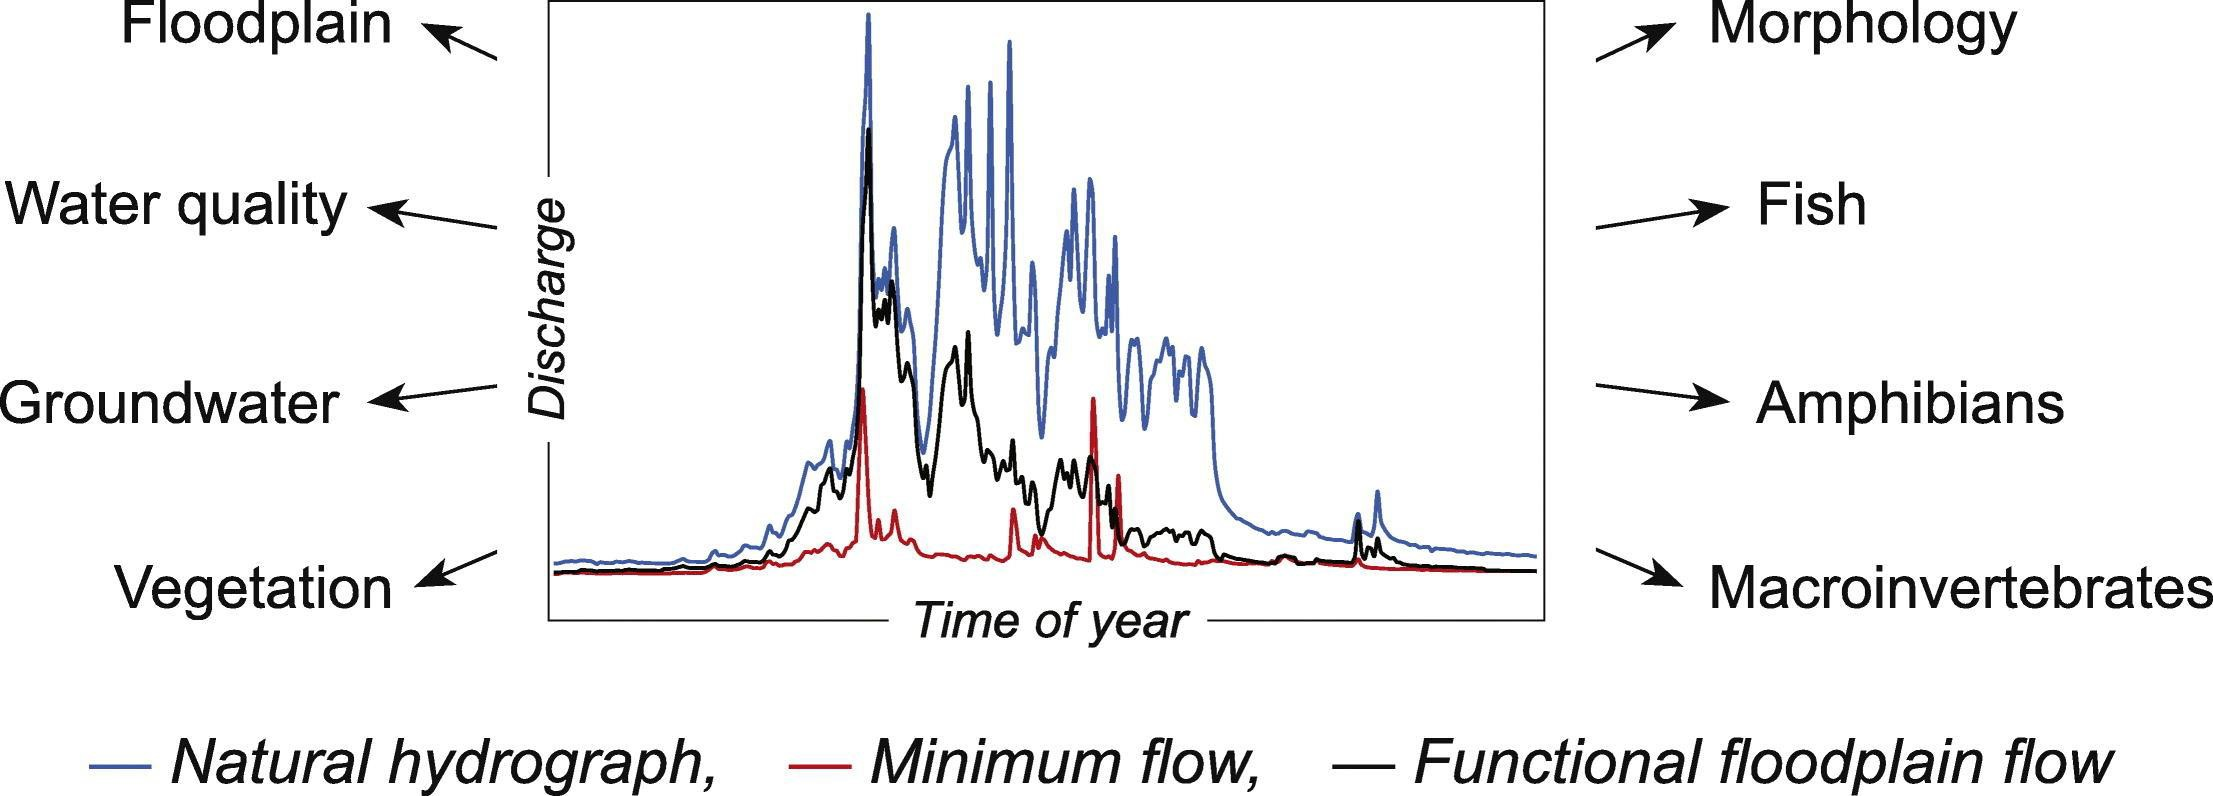 Floodplain
Morphology
Water quality
Fish
Discharge
Groundwater
Amphibians
Vegetation
Macroinvertebrates
Time of year
Natural hydrograph, Minimum flow, Functional floodplain flow